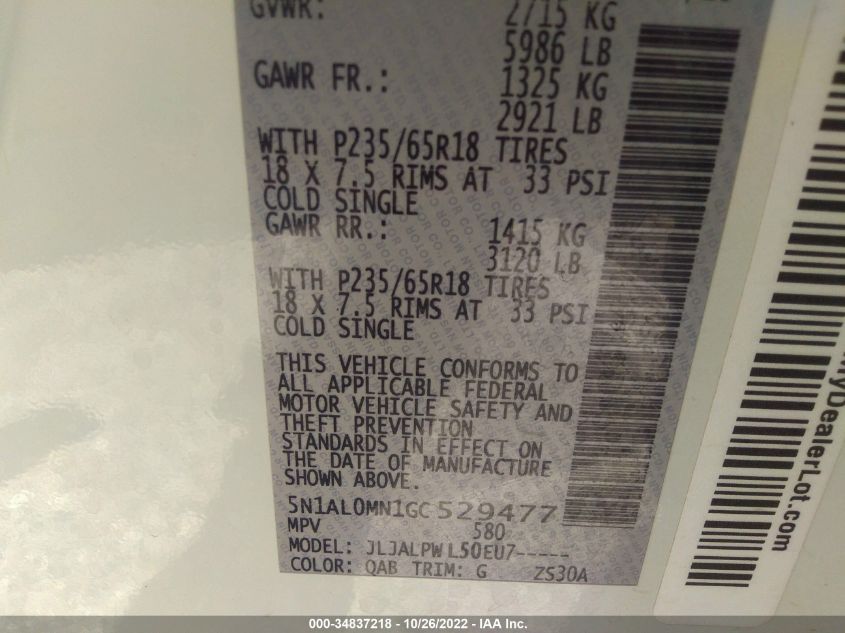 GVWR: 2715 KG
5986 LB
GAWR FR.: 1325 KG
2921 LB
WITH P235/65R18 TIRES
18 X 7.5 RIMS AT 33 PSI
COLD SINGLE
GAWR RR.: 1415 KG
3120 LB
WITH P235/65R18 TIRES
18 X 7.5 RIMS AT 33 PSI
COLD SINGLE
THIS VEHICLE CONFORMS TO
ALL APPLICABLE FEDERAL
MOTOR VEHICLE SAFETY AND
THEFT PREVENTION
STANDARDS IN EFFECT ON
THE DATE OF MANUFACTURE
SHOWN ABOVE.
5N1AL0MN1GC529477
MPV 580
MODEL: JLJALPWL50EU7-----
COLOR: QAB TRIM: G ZS30A
MyDealerLot.com
000-34837218 - 10/26/2022 - IAA Inc.